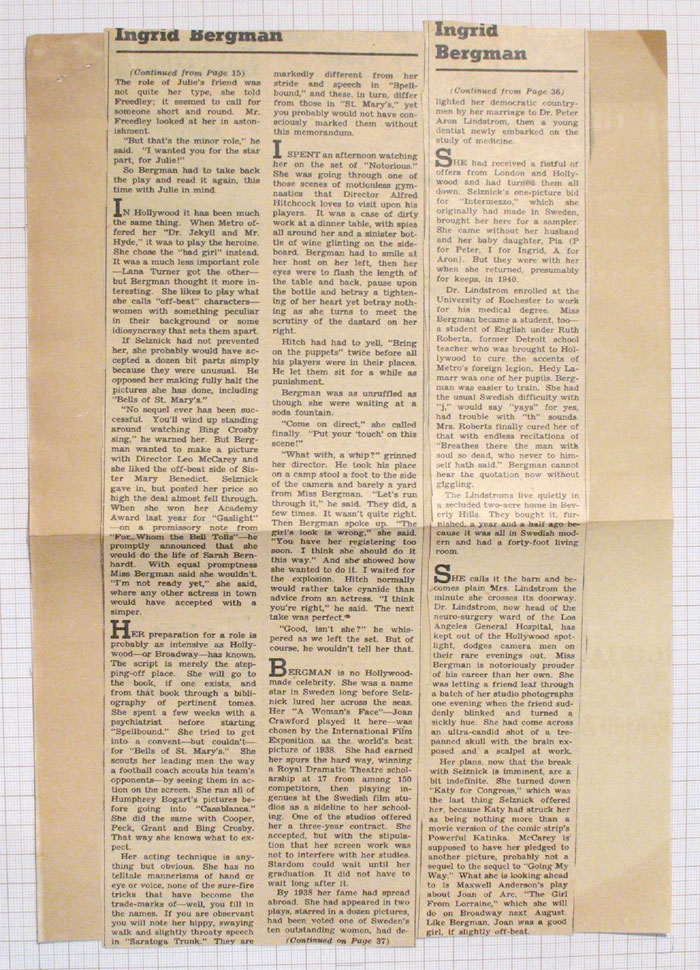 Ingrid Bergman
(Continued from Page 15)
The role of Julie's friend was
not quite her type, she told
Freedley; it seemed to call for
someone short and round. Mr.
Freedley looked at her in aston-
ishment.
"But that's the minor role," he
said. "I wanted you for the star
part, for Julie!"
So Bergman had to take back
the play and read it again, this
time with Julie in mind.
IN Hollywood it has been much
the same thing. When Metro of-
fered her "Dr. Jekyll and Mr.
Hyde," it was to play the heroine.
She chose the "bad girl" instead.
It was a much less important role
—Lana Turner got the other—
but Bergman thought it more in-
teresting. She likes to play what
she calls "off-beat" characters—
women with something peculiar
in their background or some
idiosyncrasy that sets them apart.
If Selznick had not prevented
her, she probably would have ac-
cepted a dozen bit parts simply
because they were unusual. He
opposed her making fully half the
pictures she has done, including
"Bells of St. Mary's."
"No sequel ever has been suc-
cessful. You'll wind up standing
around watching Bing Crosby
sing," he warned her. But Berg-
man wanted to make a picture
with Director Leo McCarey and
she liked the off-beat side of Sis-
ter Mary Benedict. Selznick
gave in, but posted her price so
high the deal almost fell through.
When she won her Academy
Award last year for "Gaslight"
—on a promissory note from
"For Whom the Bell Tolls"—he
promptly announced that she
would do the life of Sarah Bern-
hardt. With equal promptness
Miss Bergman said she wouldn't.
"I'm not ready yet," she said,
where any other actress in town
would have accepted with a
simper.
HER preparation for a role is
probably as intensive as Holly-
wood—or Broadway—has known.
The script is merely the step-
ping-off place. She will go to
the book, if one exists, and
from that book through a bibli-
ography of pertinent tomes.
She spent a few weeks with a
psychiatrist before starting
"Spellbound." She tried to get
into a convent—but couldn't—
for "Bells of St. Mary's." She
scouts her leading men the way
a football coach scouts his team's
opponents—by seeing them in ac-
tion on the screen. She ran all of
Humphrey Bogart's pictures be-
fore going into "Casablanca."
She did the same with Cooper,
Peck, Grant and Bing Crosby.
That way she knows what to ex-
pect.
Her acting technique is any-
thing but obvious. She has no
telltale mannerisms of hand or
eye or voice, none of the sure-fire
tricks that have become the
trade-marks of—well, you fill in
the names. If you are observant
you will note her hippy, swaying
walk and slightly throaty speech
in "Saratoga Trunk." They are
markedly different from her
stride and speech in "Spell-
bound," and these, in turn, differ
from those in "St. Mary's," yet
you probably would not have con-
sciously marked them without
this memorandum.
I SPENT an afternoon watching
her on the set of "Notorious."
She was going through one of
those scenes of motionless gym-
nastics that Director Alfred
Hitchcock loves to visit upon his
players. It was a case of dirty
work at a dinner table, with spies
all around her and a sinister bot-
tle of wine glinting on the side-
board. Bergman had to smile at
her host on her left, then her
eyes were to flash the length of
the table and back, pause upon
the bottle and betray a tighten-
ing of her heart yet betray noth-
ing as she turns to meet the
scrutiny of the dastard on her
right.
Hitch had had to yell, "Bring
on the puppets" twice before all
his players were in their places.
He let them sit for a while as
punishment.
Bergman was as unruffled as
though she were waiting at a
soda fountain.
"Come on direct," she called
finally. "Put your 'touch' on this
scene!"
"What with, a whip?" grinned
her director. He took his place
on a camp stool a foot to the side
of the camera and barely a yard
from Miss Bergman. "Let's run
through it," he said. They did, a
few times. It wasn't quite right.
Then Bergman spoke up. "The
girl's look is wrong," she said.
"You have her registering too
soon. I think she should do it
this way." And she showed how
she wanted to do it. I waited for
the explosion. Hitch normally
would rather take cyanide than
advice from an actress. "I think
you're right," he said. The next
take was perfect.
"Good, isn't she?" he whis-
pered as we left the set. But of
course, he wouldn't tell her that.
BERGMAN is no Hollywood-
made celebrity. She was a name
star in Sweden long before Selz-
nick lured her across the seas.
Her "A Woman's Face"—Joan
Crawford played it here—was
chosen by the International Film
Exposition as the world's best
picture of 1938. She had earned
her spurs the hard way, winning
a Royal Dramatic Theatre schol-
arship at 17 from among 150
competitors, then playing in-
genues at the Swedish film stu-
dios as a sideline to her school-
ing. One of the studios offered
her a three-year contract. She
accepted, but with the stipula-
tion that her screen work was
not to interfere with her studies.
Stardom could wait until her
graduation. It did not have to
wait long after it.
By 1938 her fame had spread
abroad. She had appeared in two
plays, starred in a dozen pictures,
had been voted one of Sweden's
ten outstanding women, had de-
(Continued on Page 37)
Ingrid
Bergman
(Continued from Page 36)
lighted her democratic country-
men by her marriage to Dr. Peter
Aron Lindstrom, then a young
dentist newly embarked on the
study of medicine.
SHE had received a fistful of
offers from London and Holly-
wood and had turned them all
down. Selznick's one-picture bid
for "Intermezzo," which she
originally had made in Sweden,
brought her here for a sampler.
She came without her husband
and her baby daughter, Pia (P
for Peter, I for Ingrid, A for
Aron). But they were with her
when she returned, presumably
for keeps, in 1940.
Dr. Lindstrom enrolled at the
University of Rochester to work
for his medical degree. Miss
Bergman became a student, too—
a student of English under Ruth
Roberts, former Detroit school
teacher who was brought to Hol-
lywood to cure the accents of
Metro's foreign legion. Hedy La-
marr was one of her pupils. Berg-
man was easier to train. She had
the usual Swedish difficulty with
"j," would say "yays" for yes,
had trouble with "th" sounds.
Mrs. Roberts finally cured her of
that with endless recitations of
"Breathes there the man with
soul so dead, who never to him-
self hath said." Bergman cannot
hear the quotation now without
giggling.
The Lindstroms live quietly in
a secluded two-acre home in Bev-
erly Hills. They bought it, fur-
nished, a year and a half ago be-
cause it was all in Swedish mod-
ern and had a forty-foot living
room.
SHE calls it the barn and be-
comes plain Mrs. Lindstrom the
minute she crosses its doorway.
Dr. Lindstrom, now head of the
neuro-surgery ward of the Los
Angeles General Hospital, has
kept out of the Hollywood spot-
light, dodges camera men on
their rare evenings out. Miss
Bergman is notoriously prouder
of his career than her own. She
was letting a friend leaf through
a batch of her studio photographs
one evening when the friend sud-
denly blinked and turned a
sickly hue. She had come across
an ultra-candid shot of a tre-
panned skull with the brain ex-
posed and a scalpel at work.
Her plans, now that the break
with Selznick is imminent, are a
bit indefinite. She turned down
"Katy for Congress," which was
the last thing Selznick offered
her, because Katy had struck her
as being nothing more than a
movie version of the comic strip's
Powerful Katinka. McCarey is
supposed to have her pledged to
another picture, probably not a
sequel to the sequel to "Going My
Way." What she is looking ahead
to is Maxwell Anderson's play
about Joan of Arc, "The Girl
From Lorraine," which she will
do on Broadway next August.
Like Bergman, Joan was a good
girl, if slightly off-beat.